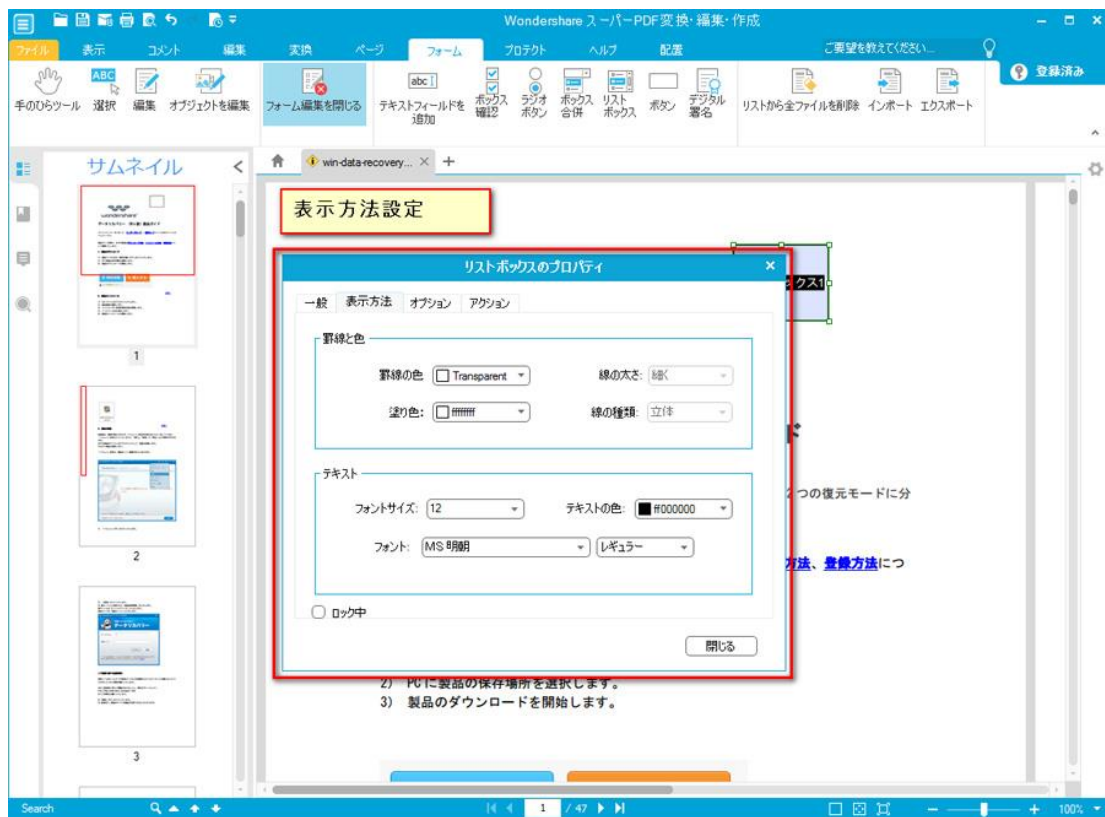 Wondershare スーパーPDF変換・編集・作成
ファイル 表示 コメント 編集 変換 ページ フォーム プロテクト ヘルプ 配置 ご要望を教えてください...
登録済み
手のひらツール 選択 編集 オブジェクトを編集 フォーム編集を閉じる テキストフィールドを追加 ボックス確認 ラジオボタン ボックス合併 リストボックス ボタン デジタル署名 リストから全ファイルを削除 インポート エクスポート
ABC
abc
サムネイル
win-data-recovery...
表示方法設定
リストボックスのプロパティ
クス1
一般 表示方法 オプション アクション
罫線と色
罫線の色 Transparent 線の太さ: 細く
塗り色: ffffffff 線の種類: 立体
テキスト
フォントサイズ: 12 テキストの色: ff000000
2つの復元モードに分
フォント: MS 明朝 レギュラー
方法、登録方法につ
ロック中
閉じる
2) PCに製品の保存場所を選択します。
3) 製品のダウンロードを開始します。
wondershare
1
2
3
Search 1 / 47 100%